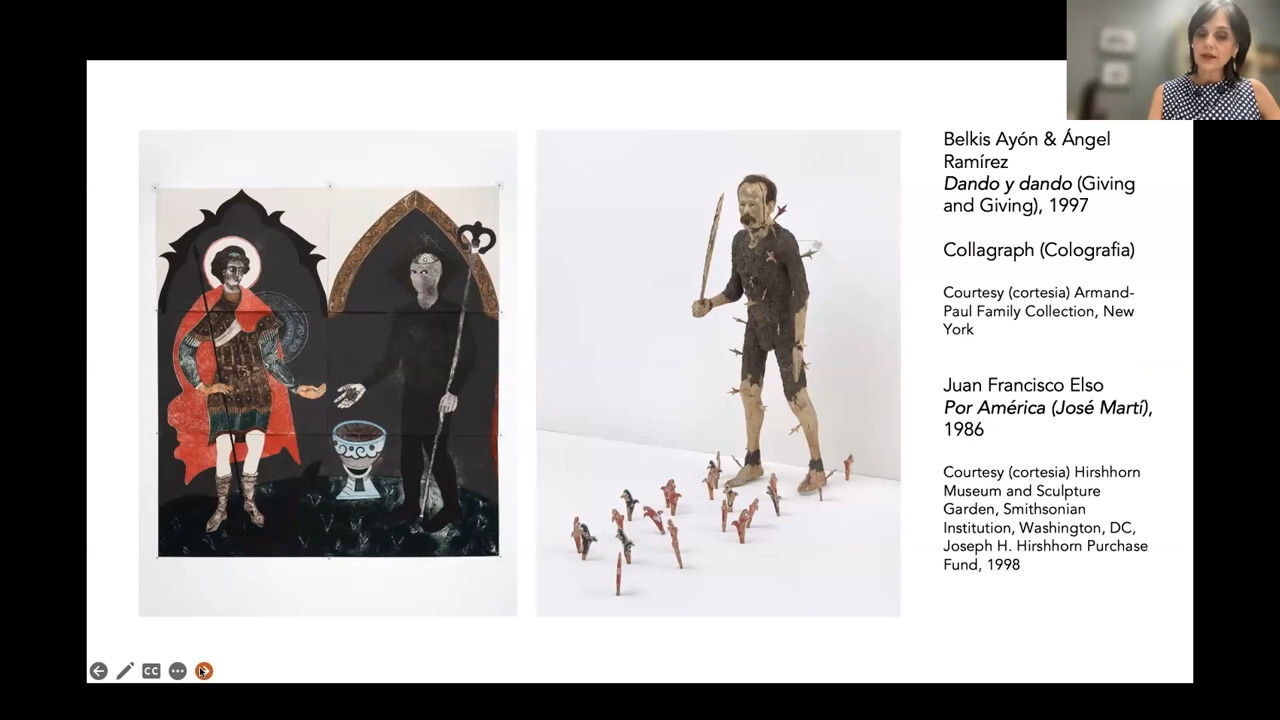 Belkis Ayón & Ángel
Ramírez
Dando y dando (Giving
and Giving), 1997
Collagraph (Colografia)
Courtesy (cortesia) Armand-
Paul Family Collection, New
York
Juan Francisco Elso
Por América (José Martí),
1986
Courtesy (cortesia) Hirshhorn
Museum and Sculpture
Garden, Smithsonian
Institution, Washington, DC,
Joseph H. Hirshhorn Purchase
Fund, 1998
CC